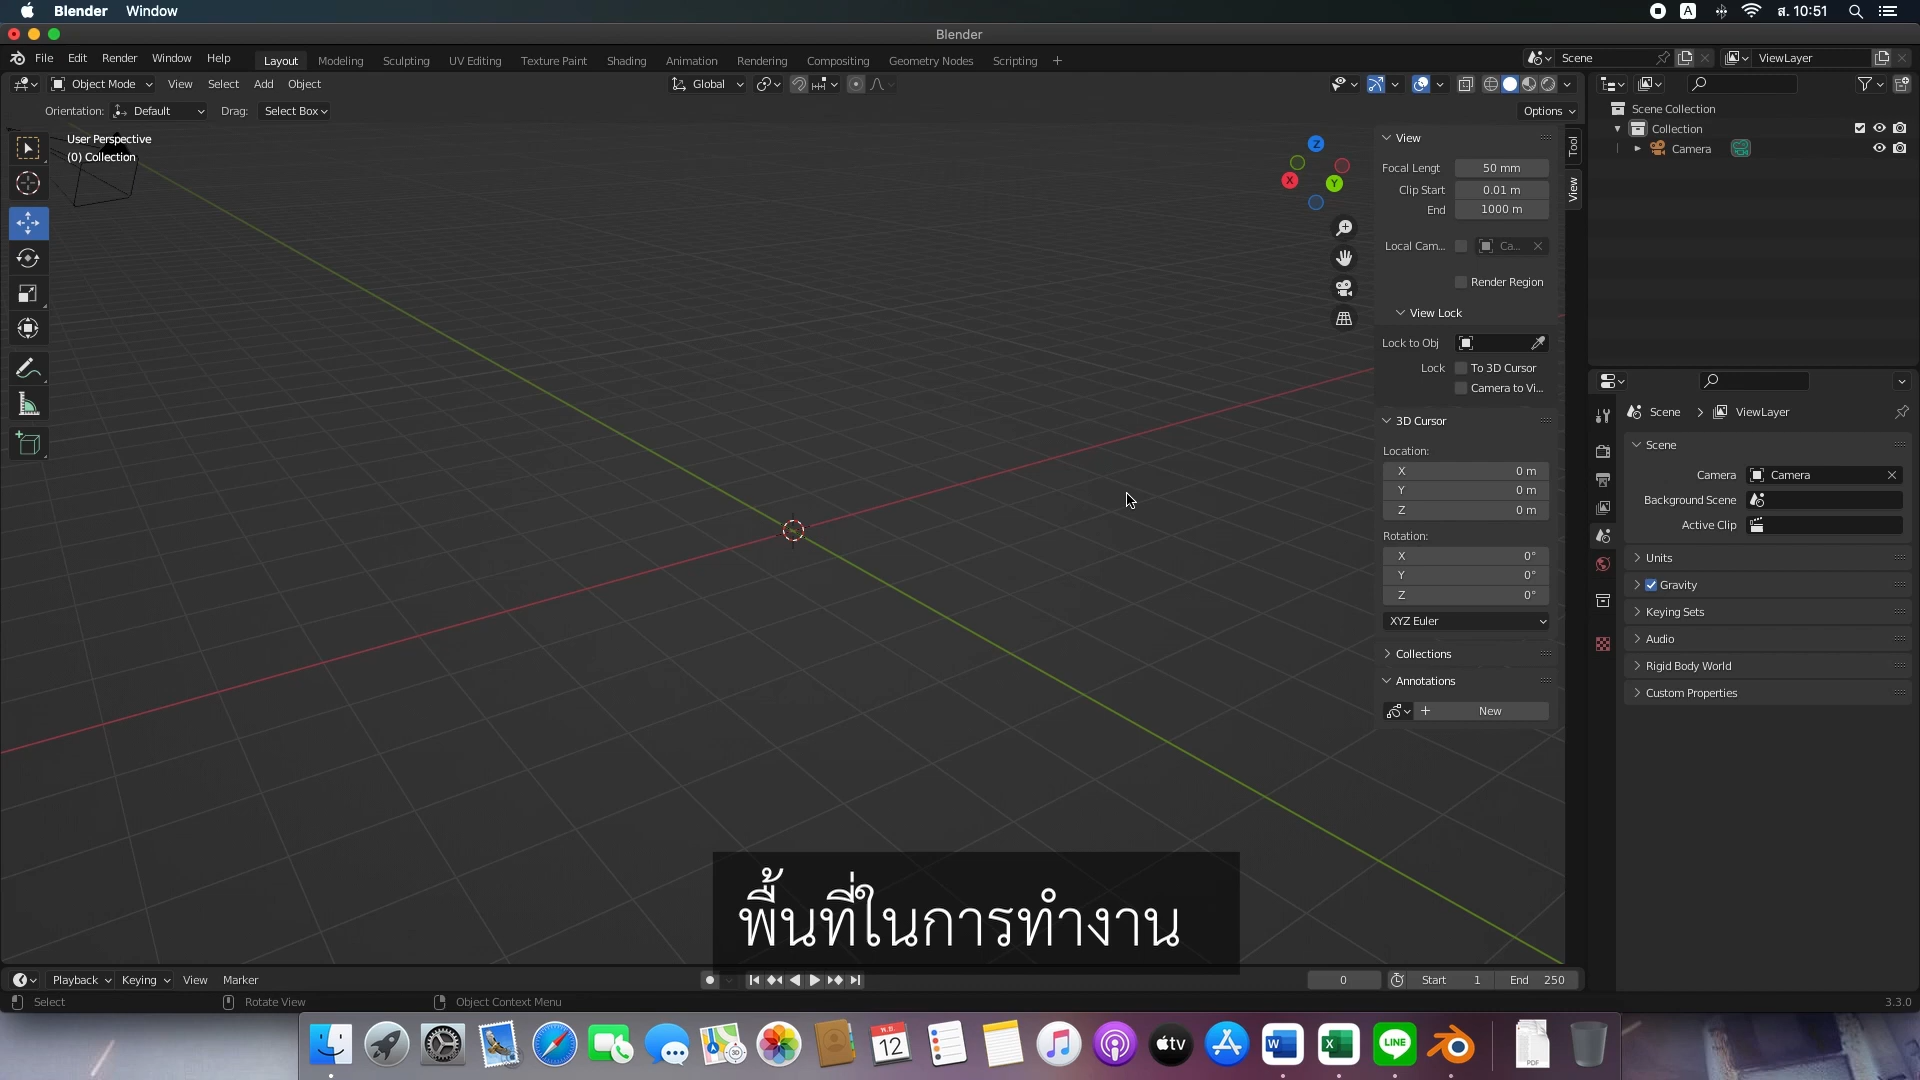 Blender Window
ส. 10:51
Blender
File Edit Render Window Help Layout Modeling Sculpting UV Editing Texture Paint Shading Animation Rendering Compositing Geometry Nodes Scripting + Scene ViewLayer
Object Mode View Select Add Object Global
Orientation: Default Drag: Select Box Options
User Perspective
(0) Collection
Z
X
Y
View
Focal Lengt 50 mm
Clip Start 0.01 m
End 1000 m
Local Cam... Ca...
Render Region
View Lock
Lock to Obj
Lock To 3D Cursor
Camera to Vi...
3D Cursor
Location:
X 0 m
Y 0 m
Z 0 m
Rotation:
X 0°
Y 0°
Z 0°
XYZ Euler
Collections
Annotations
+ New
Tool
View
Scene Collection
Collection
Camera
Scene > ViewLayer
Scene
Camera Camera
Background Scene
Active Clip
Units
Gravity
Keying Sets
Audio
Rigid Body World
Custom Properties
พื้นที่ในการทำงาน
Playback Keying View Marker 0 Start 1 End 250
Select Rotate View Object Context Menu 3.3.0
12
3D
tv
W
X
LINE
PDF